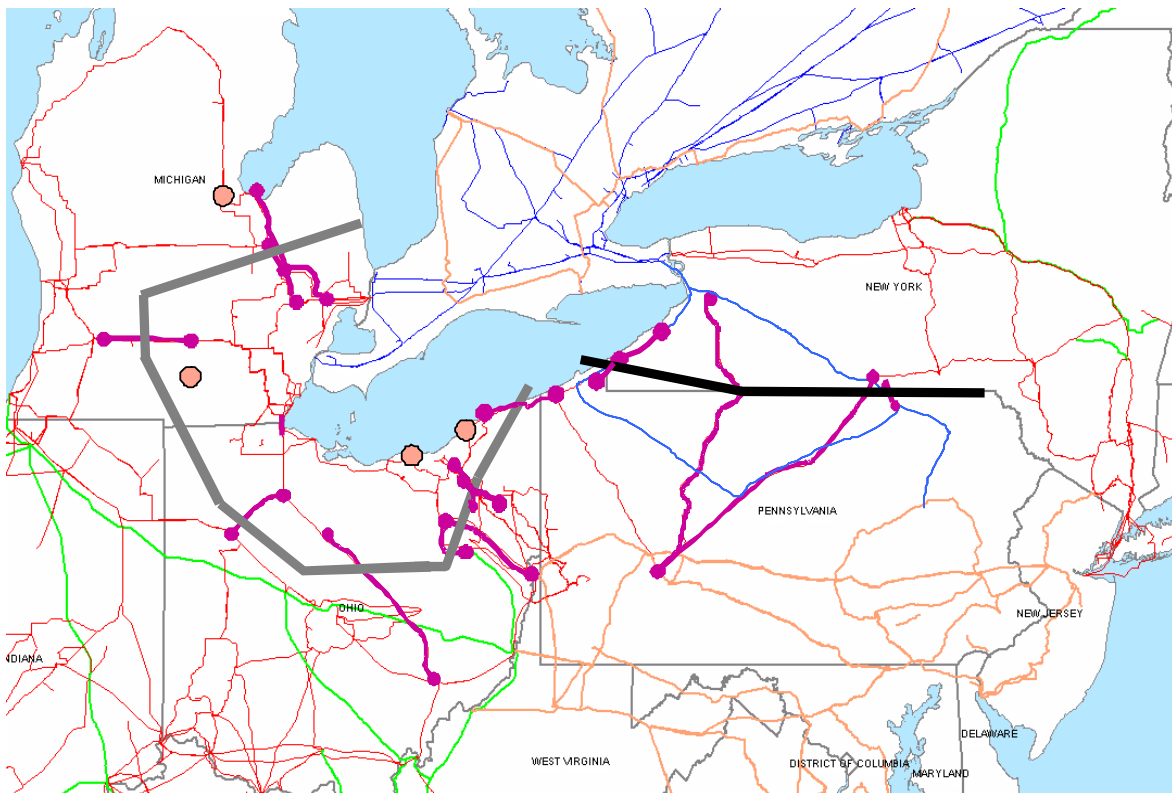 MICHIGAN
NEW YORK
PENNSYLVANIA
OHIO
NEW JERSEY
NDIANA
DELAWARE
WEST VIRGINIA
DISTRICT OF COLUMBIA
MARYLAND